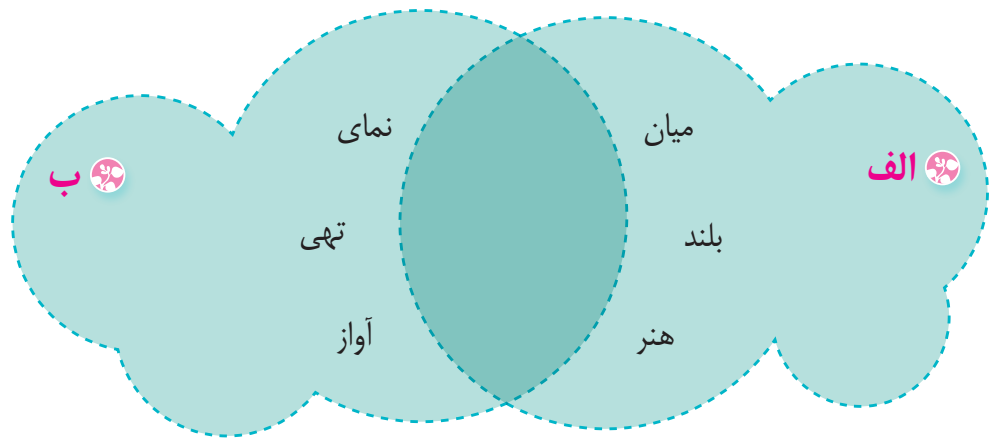 الف
ب
میان
نمای
بلند
تهی
هنر
آواز